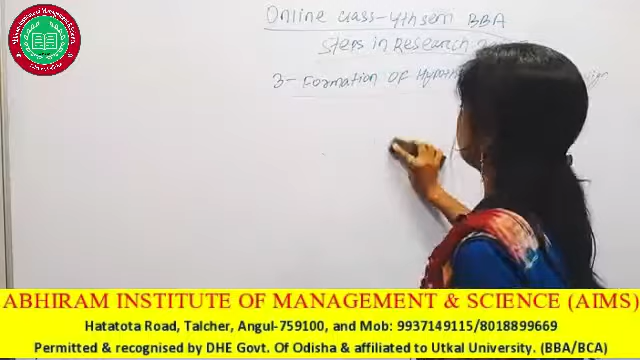 Online class-4th sem BBA
Steps in Research
3- Formation of
ABHIRAM INSTITUTE OF MANAGEMENT & SCIENCE (AIMS)
Hatatota Road, Talcher, Angul-759100, and Mob: 9937149115/8018899669
Permitted & recognised by DHE Govt. Of Odisha & affiliated to Utkal University. (BBA/BCA)